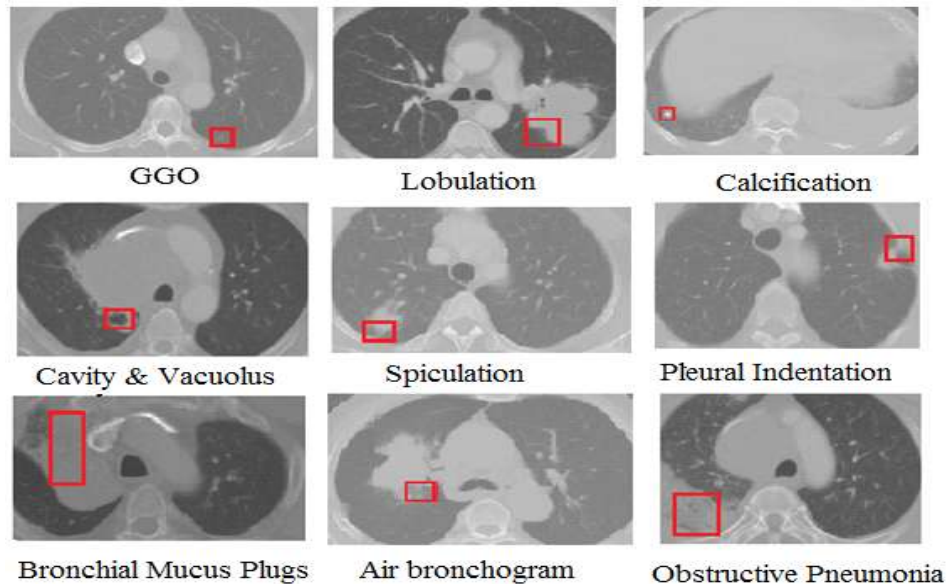 GGO
Lobulation
Calcification
Cavity & Vacuolus
Spiculation
Pleural Indentation
Bronchial Mucus Plugs
Air bronchogram
Obstructive Pneumonia